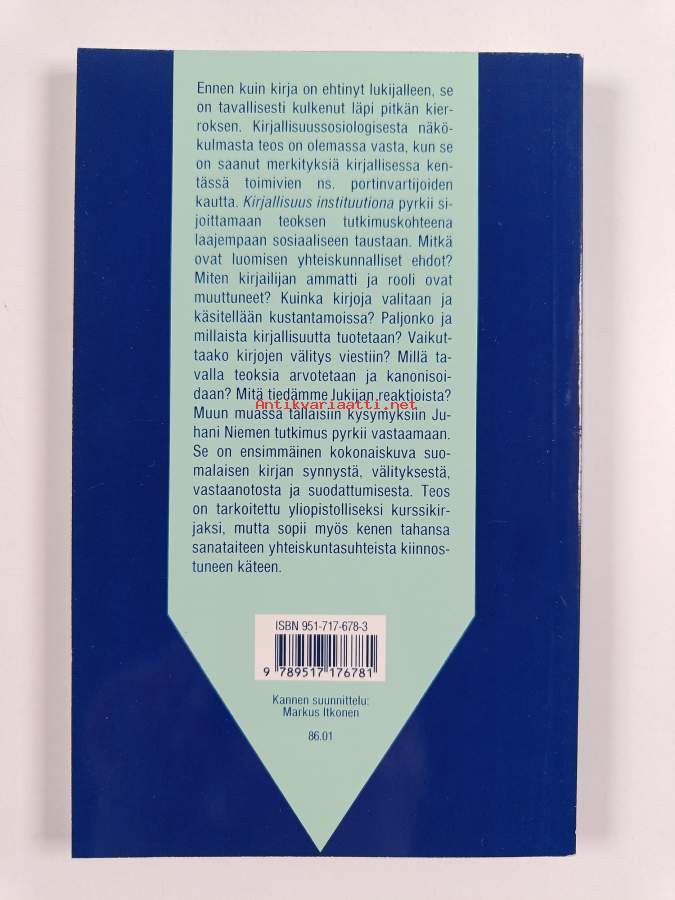 Ennen kuin kirja on ehtinyt lukijalleen, se
on tavallisesti kulkenut läpi pitkän kier-
roksen. Kirjallisuussosiologisesta näkö-
kulmasta teos on olemassa vasta, kun se
on saanut merkityksiä kirjallisessa ken-
tässä toimivien ns. portinvartijoiden
kautta. Kirjallisuus instituutiona pyrkii si-
joittamaan teoksen tutkimuskohteena
laajempaan sosiaaliseen taustaan. Mitkä
ovat luomisen yhteiskunnalliset ehdot?
Miten kirjailijan ammatti ja rooli ovat
muuttuneet? Kuinka kirjoja valitaan ja
käsitellään kustantamoissa? Paljonko ja
millaista kirjallisuutta tuotetaan? Vaikut-
taako kirjojen välitys viestiin? Millä ta-
valla teoksia arvotetaan ja kanonisoi-
daan? Mitä tiedämme lukijan reaktioista?
Antikvariaatti.net
Muun muassa tällaisiin kysymyksiin Ju-
hani Niemen tutkimus pyrkii vastaamaan.
Se on ensimmäinen kokonaiskuva suo-
malaisen kirjan synnystä, välityksestä,
vastaanotosta ja suodattumisesta. Teos
on tarkoitettu yliopistolliseksi kurssikir-
jaksi, mutta sopii myös kenen tahansa
sanataiteen yhteiskuntasuhteista kiinnos-
tuneen käteen.
ISBN 951-717-678-3
9 789517 176781
Kannen suunnittelu:
Markus Itkonen
86.01